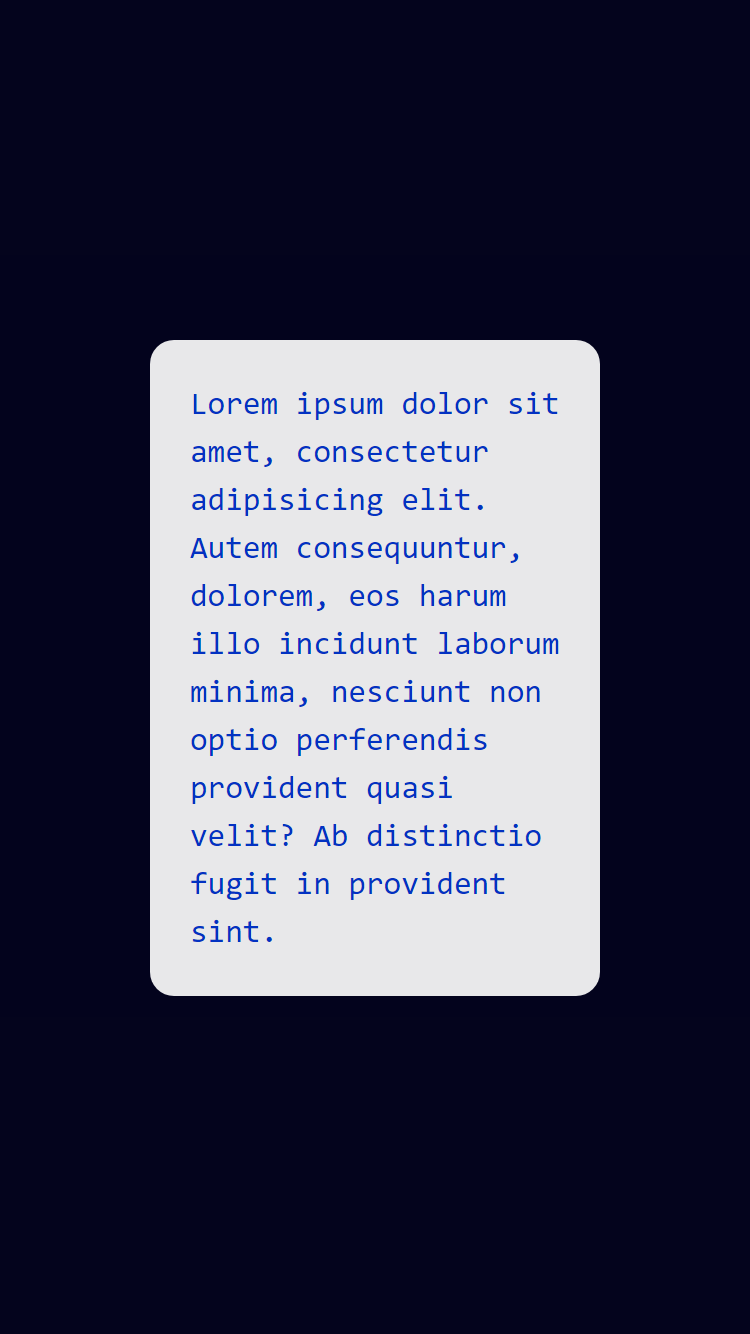 Lorem ipsum dolor sit
amet, consectetur
adipisicing elit.
Autem consequuntur,
dolorem, eos harum
illo incidunt laborum
minima, nesciunt non
optio perferendis
provident quasi
velit? Ab distinctio
fugit in provident
sint.